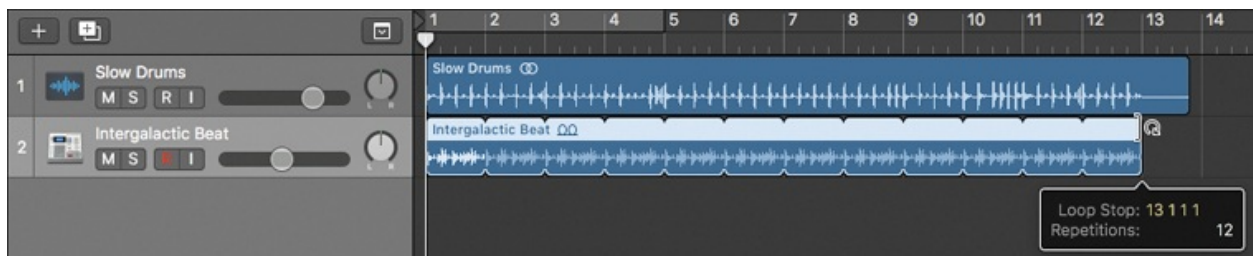 1 2 3 4 5 6 7 8 9 10 11 12 13 14
1 Slow Drums
M S R I
L R
Slow Drums
2 Intergalactic Beat
M S R I
L R
Intergalactic Beat
Loop Stop: 13 1 1 1
Repetitions: 12